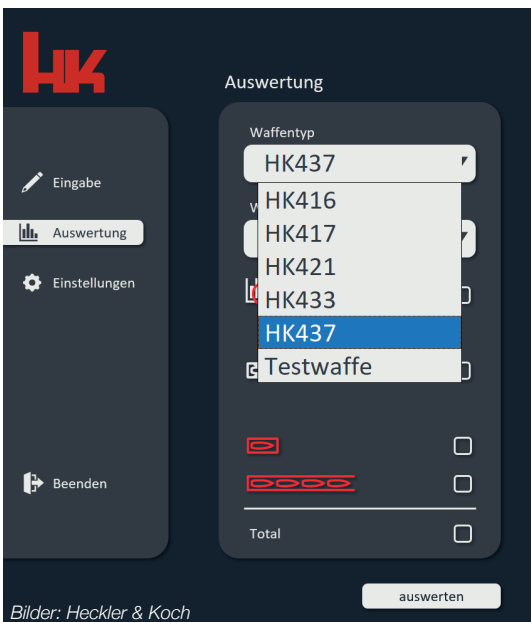 HK
Auswertung
Waffentyp
HK437
Eingabe
HK416
W
Auswertung
HK417
HK421
Einstellungen
HK433
HK437
Testwaffe
Beenden
Total
auswerten
Bilder: Heckler & Koch